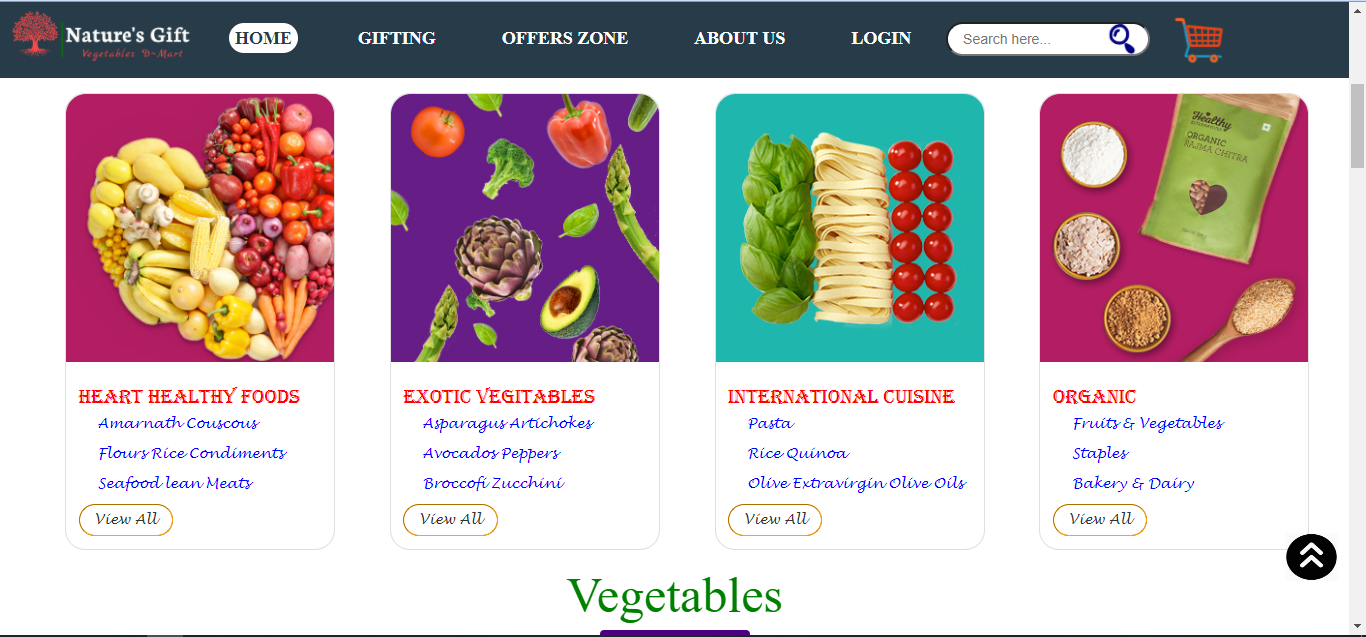 Nature's Gift
Vegetables D-Mart
HOME
GIFTING
OFFERS ZONE
ABOUT US
LOGIN
Search here...
Healthy
ORGANIC
RAJMA CHITRA
HEART HEALTHY FOODS
Amarnath Couscous
Flours Rice Condiments
Seafood lean Meats
View All
EXOTIC VEGITABLES
Asparagus Artichokes
Avocados Peppers
Broccofi Zucchini
View All
INTERNATIONAL CUISINE
Pasta
Rice Quinoa
Olive Extravirgin Olive Oils
View All
ORGANIC
Fruits & Vegetables
Staples
Bakery & Dairy
View All
Vegetables